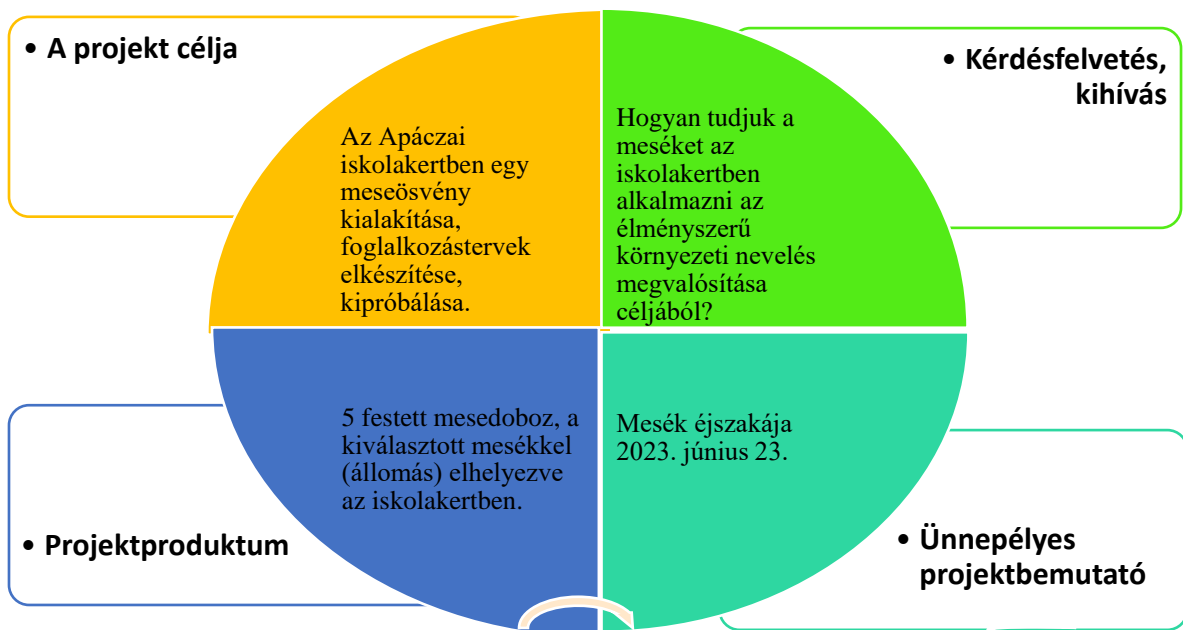 • A projekt célja
Az Apáczai
iskolakertben egy
meseösvény
kialakítása,
foglalkozástervek
elkészítése,
kipróbálása.
• Kérdésfelvetés,
kihívás
Hogyan tudjuk a
meséket az
iskolakertben
alkalmazni az
élményszerű
környezeti nevelés
megvalósítása
céljából?
• Projektproduktum
5 festett mesedoboz, a
kiválasztott mesékkel
(állomás) elhelyezve
az iskolakertben.
• Ünnepélyes
projektbemutató
Mesék éjszakája
2023. június 23.